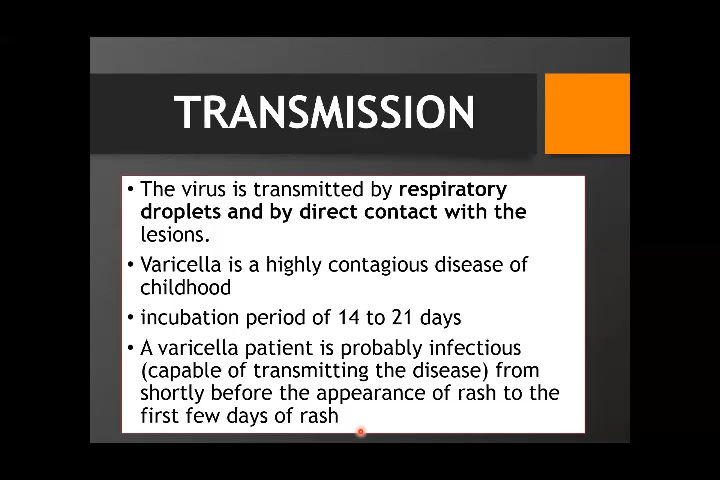 TRANSMISSION
• The virus is transmitted by respiratory
droplets and by direct contact with the
lesions.
• Varicella is a highly contagious disease of
childhood
• incubation period of 14 to 21 days
• A varicella patient is probably infectious
(capable of transmitting the disease) from
shortly before the appearance of rash to the
first few days of rash